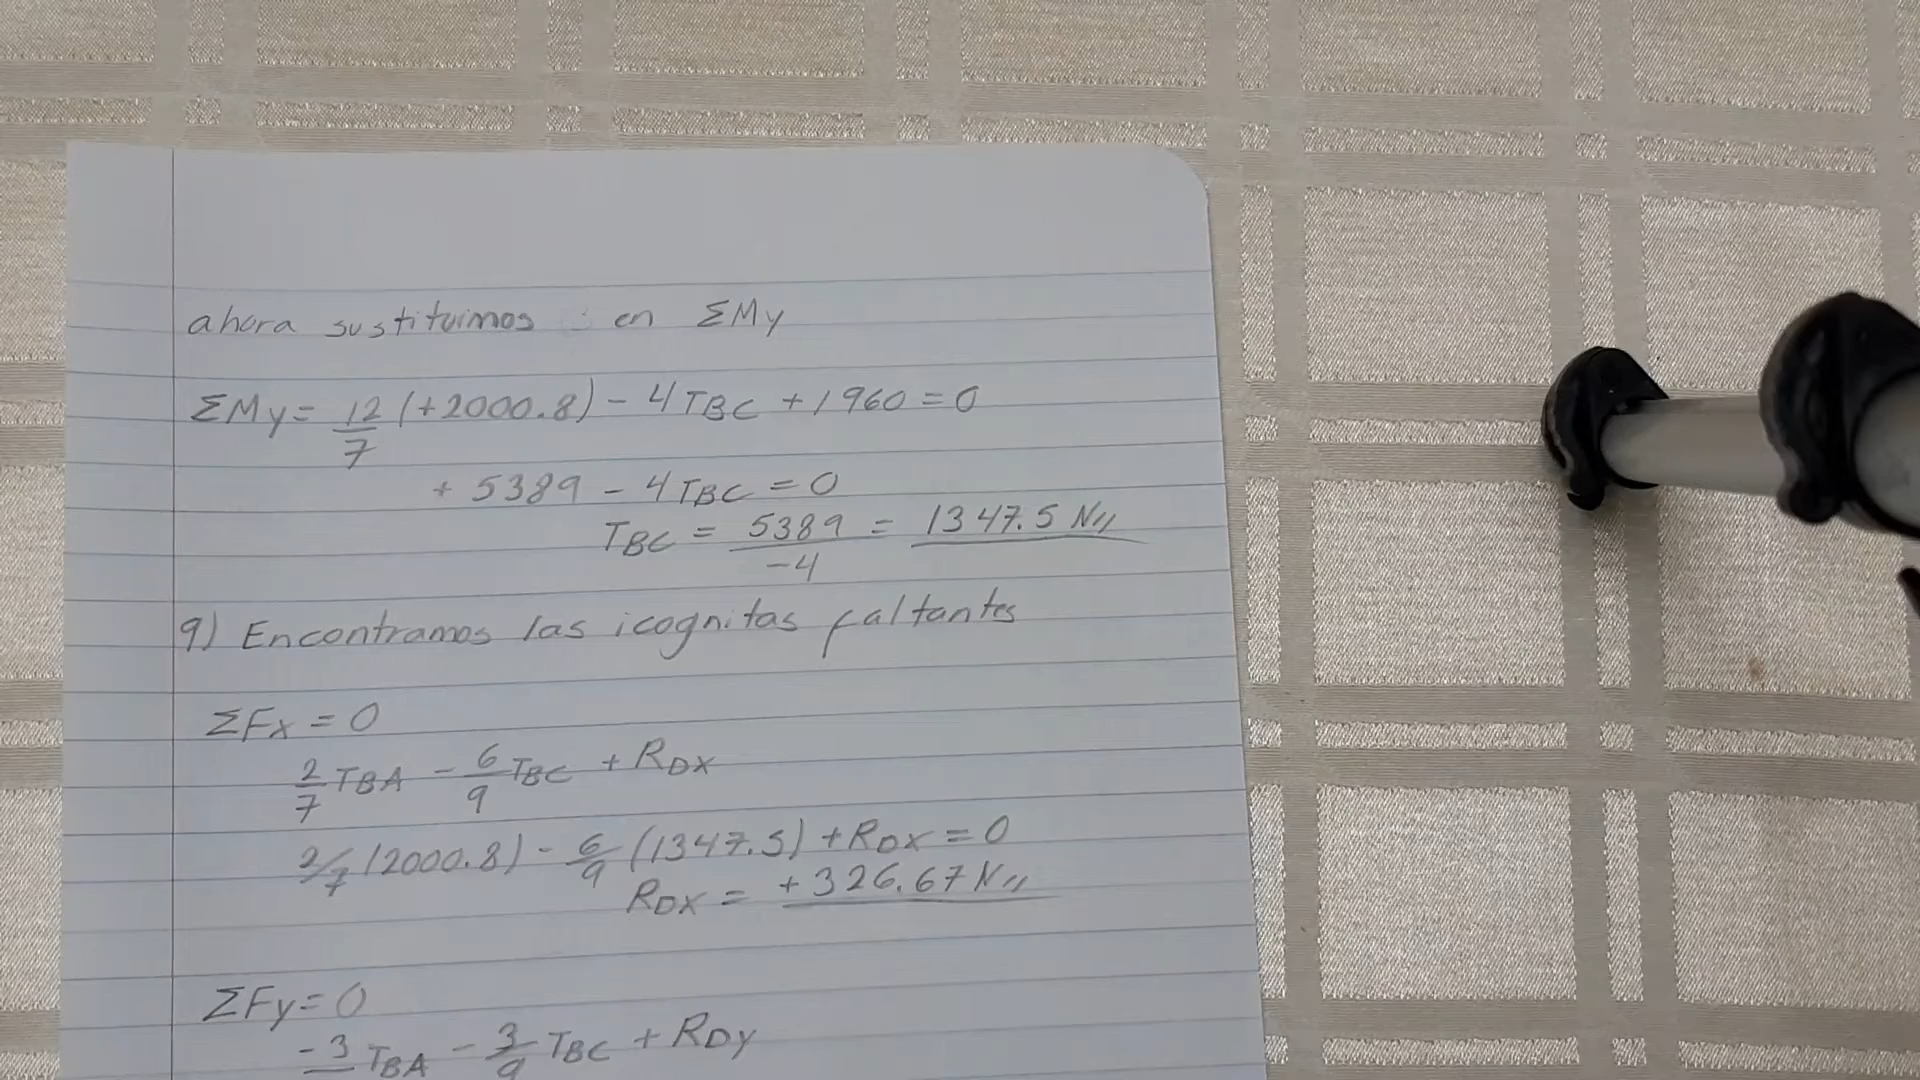 ahora sustituimos en ΣMy
ΣMy = 12/7 (+2000.8) - 4TBC + 1960 = 0
+ 5389 - 4TBC = 0
TBC = 5389/-4 = 1347.5 N//
9) Encontramos las icognitas faltantes
ΣFx = 0
2/7 TBA - 6/9 TBC + RDX
2/7 (2000.8) - 6/9 (1347.5) + RDX = 0
RDX = +326.67 N//
ΣFy = 0
-3 TBA - 3/9 TBC + RDY